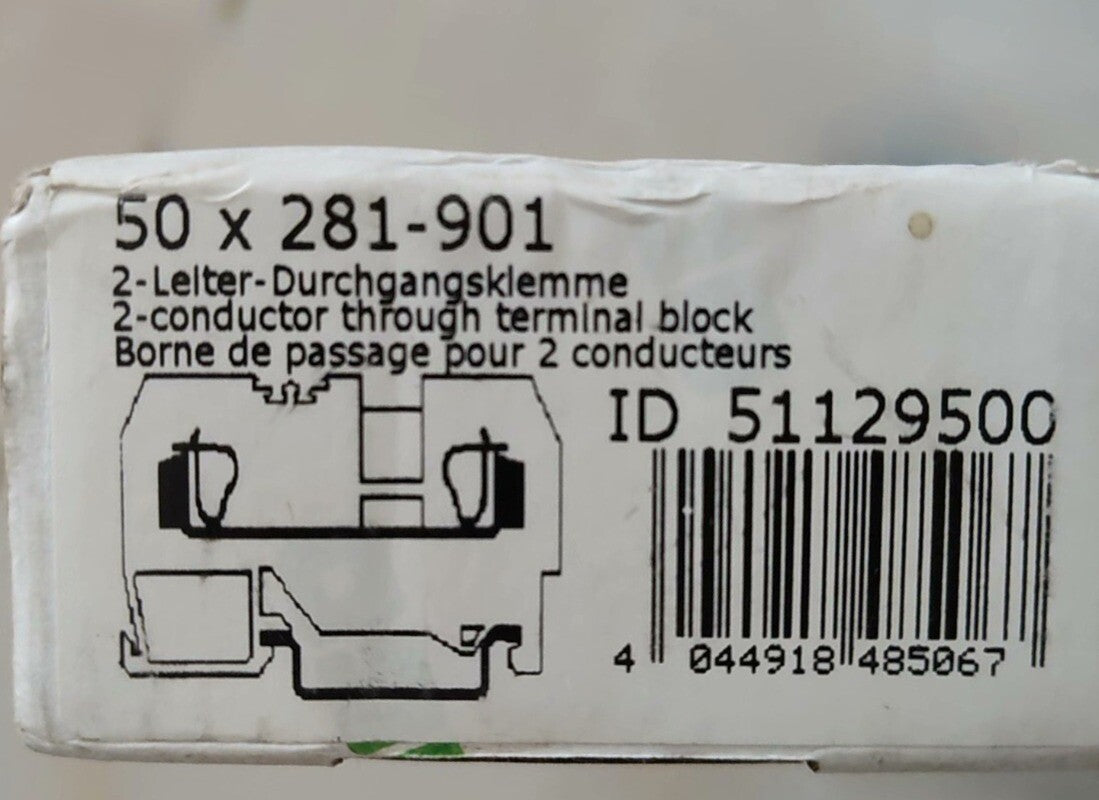 50 x 281-901
2-Leiter-Durchgangsklemme
2-conductor through terminal block
Borne de passage pour 2 conducteurs
ID 51129500
4 044918 485067